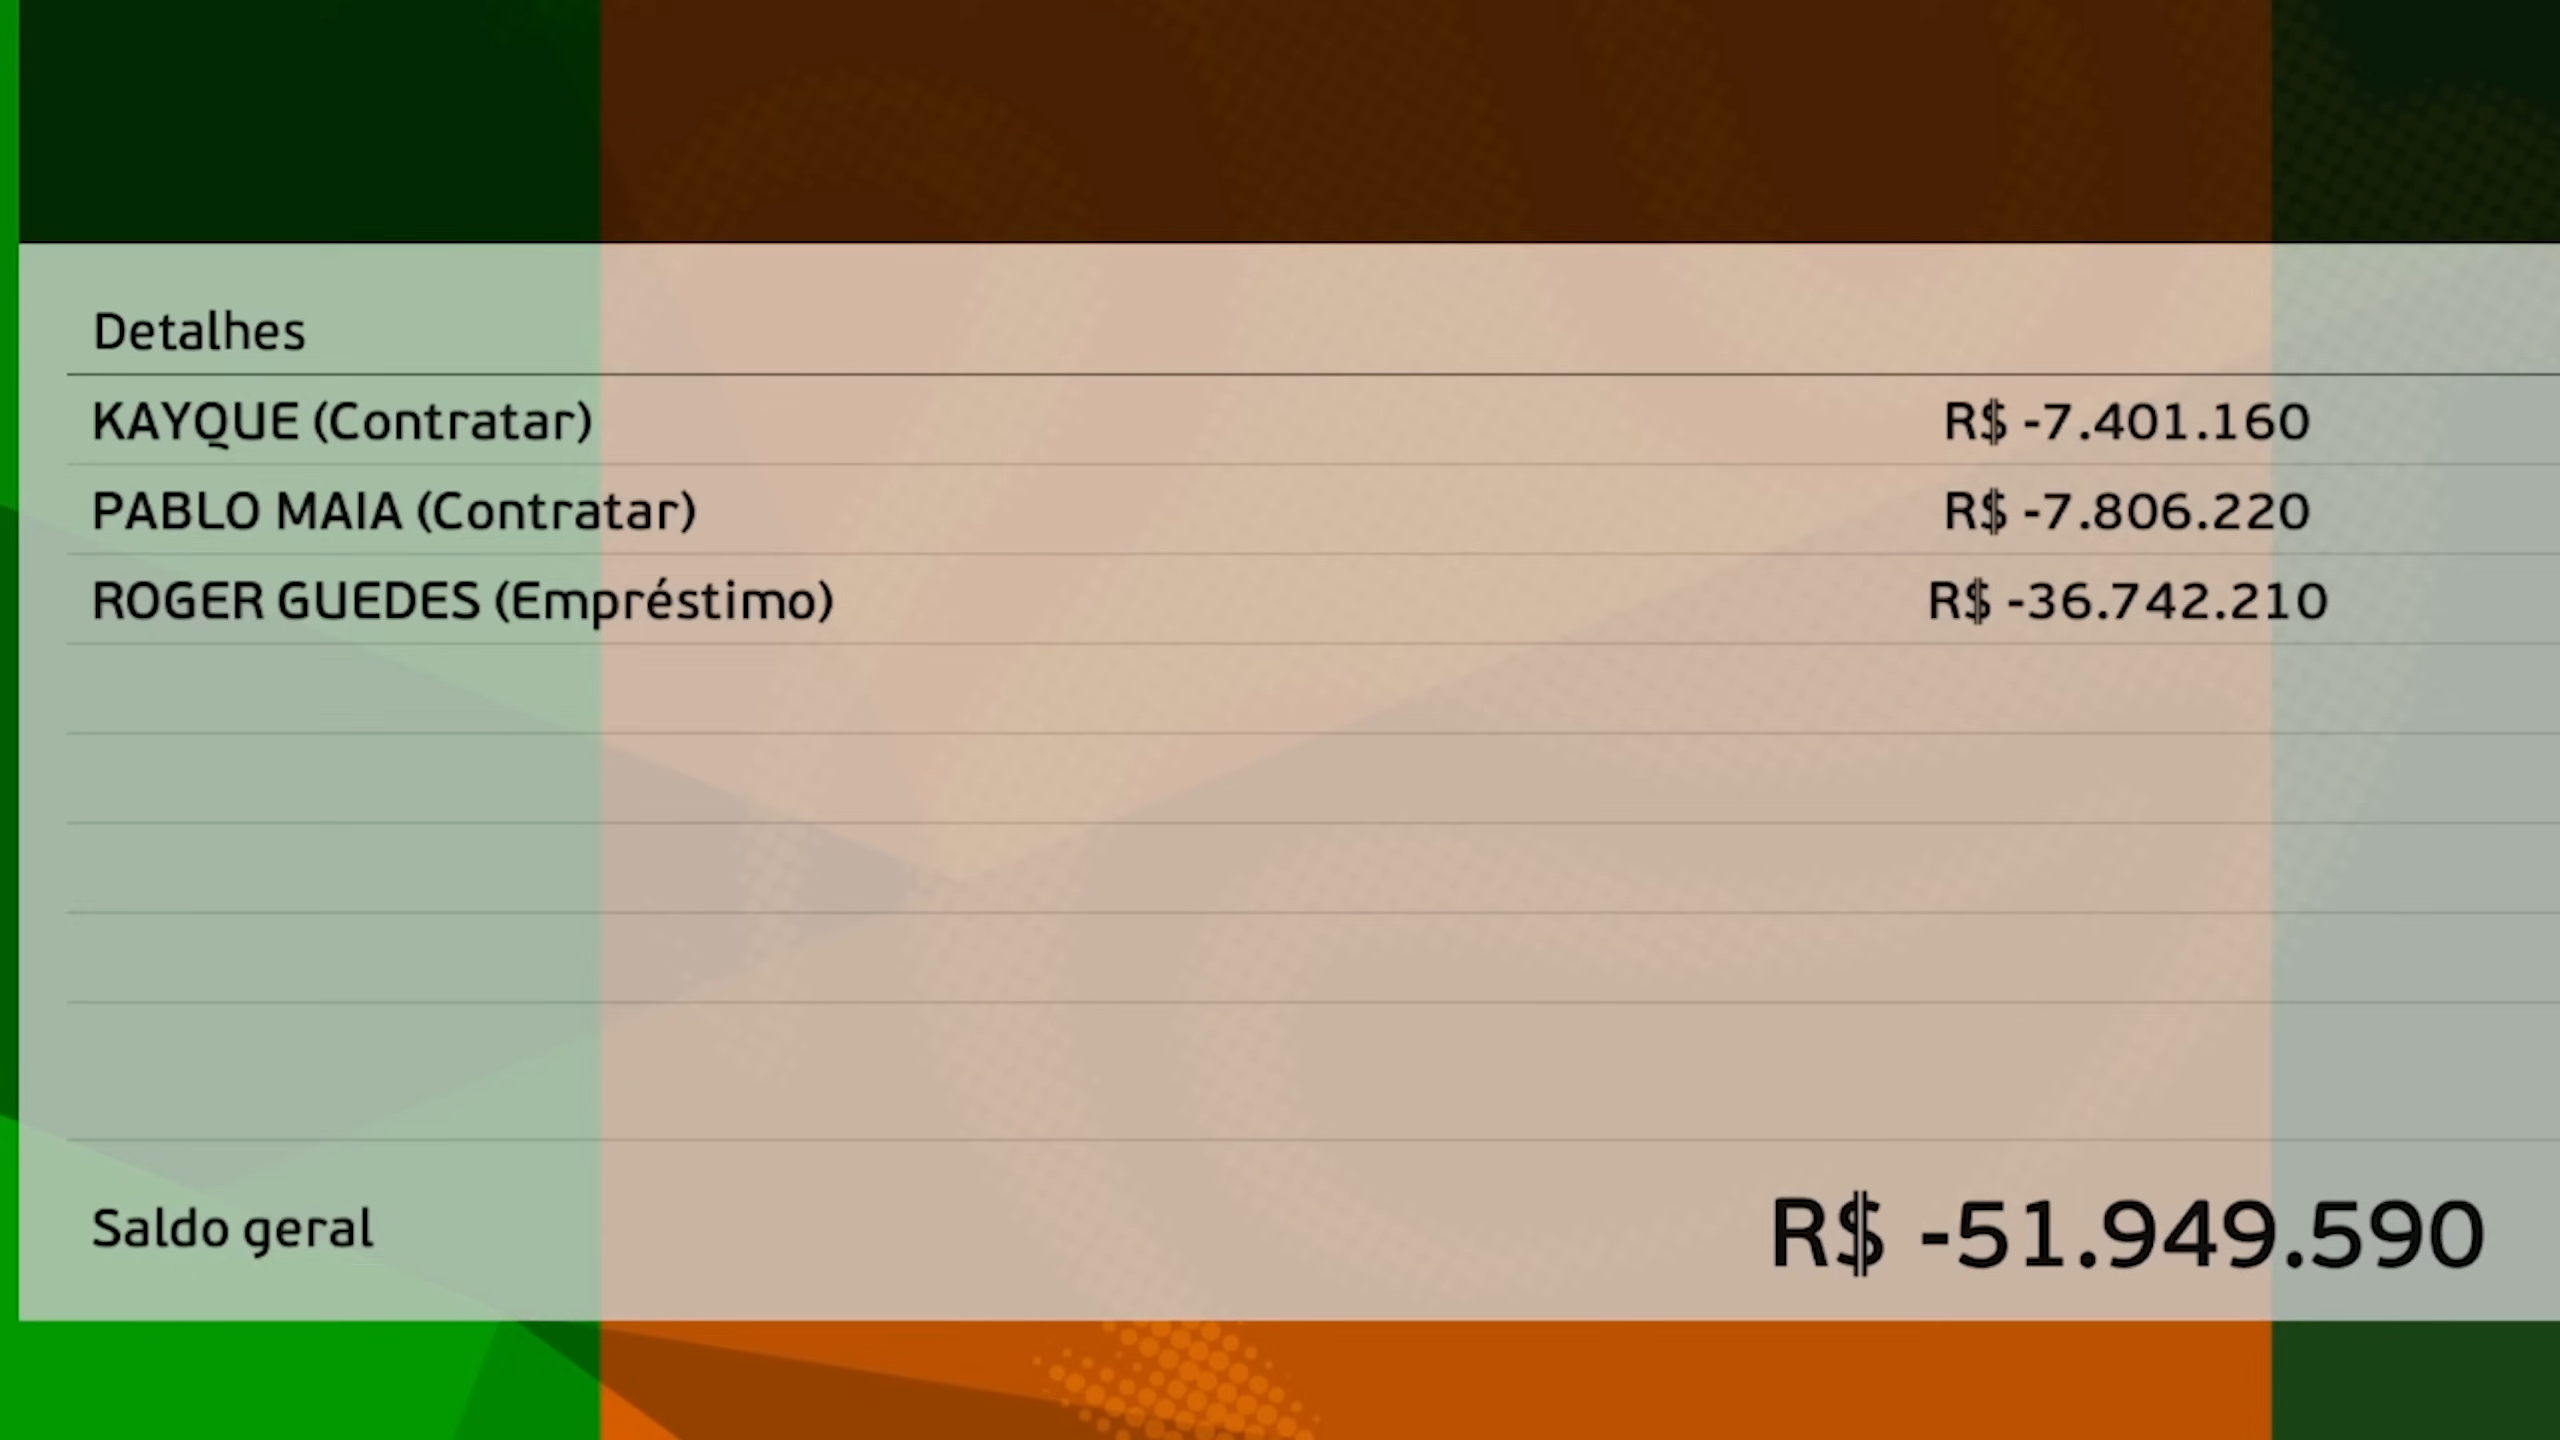 Detalhes
KAYQUE (Contratar) R$ -7.401.160
PABLO MAIA (Contratar) R$ -7.806.220
ROGER GUEDES (Empréstimo) R$ -36.742.210
Saldo geral R$ -51.949.590